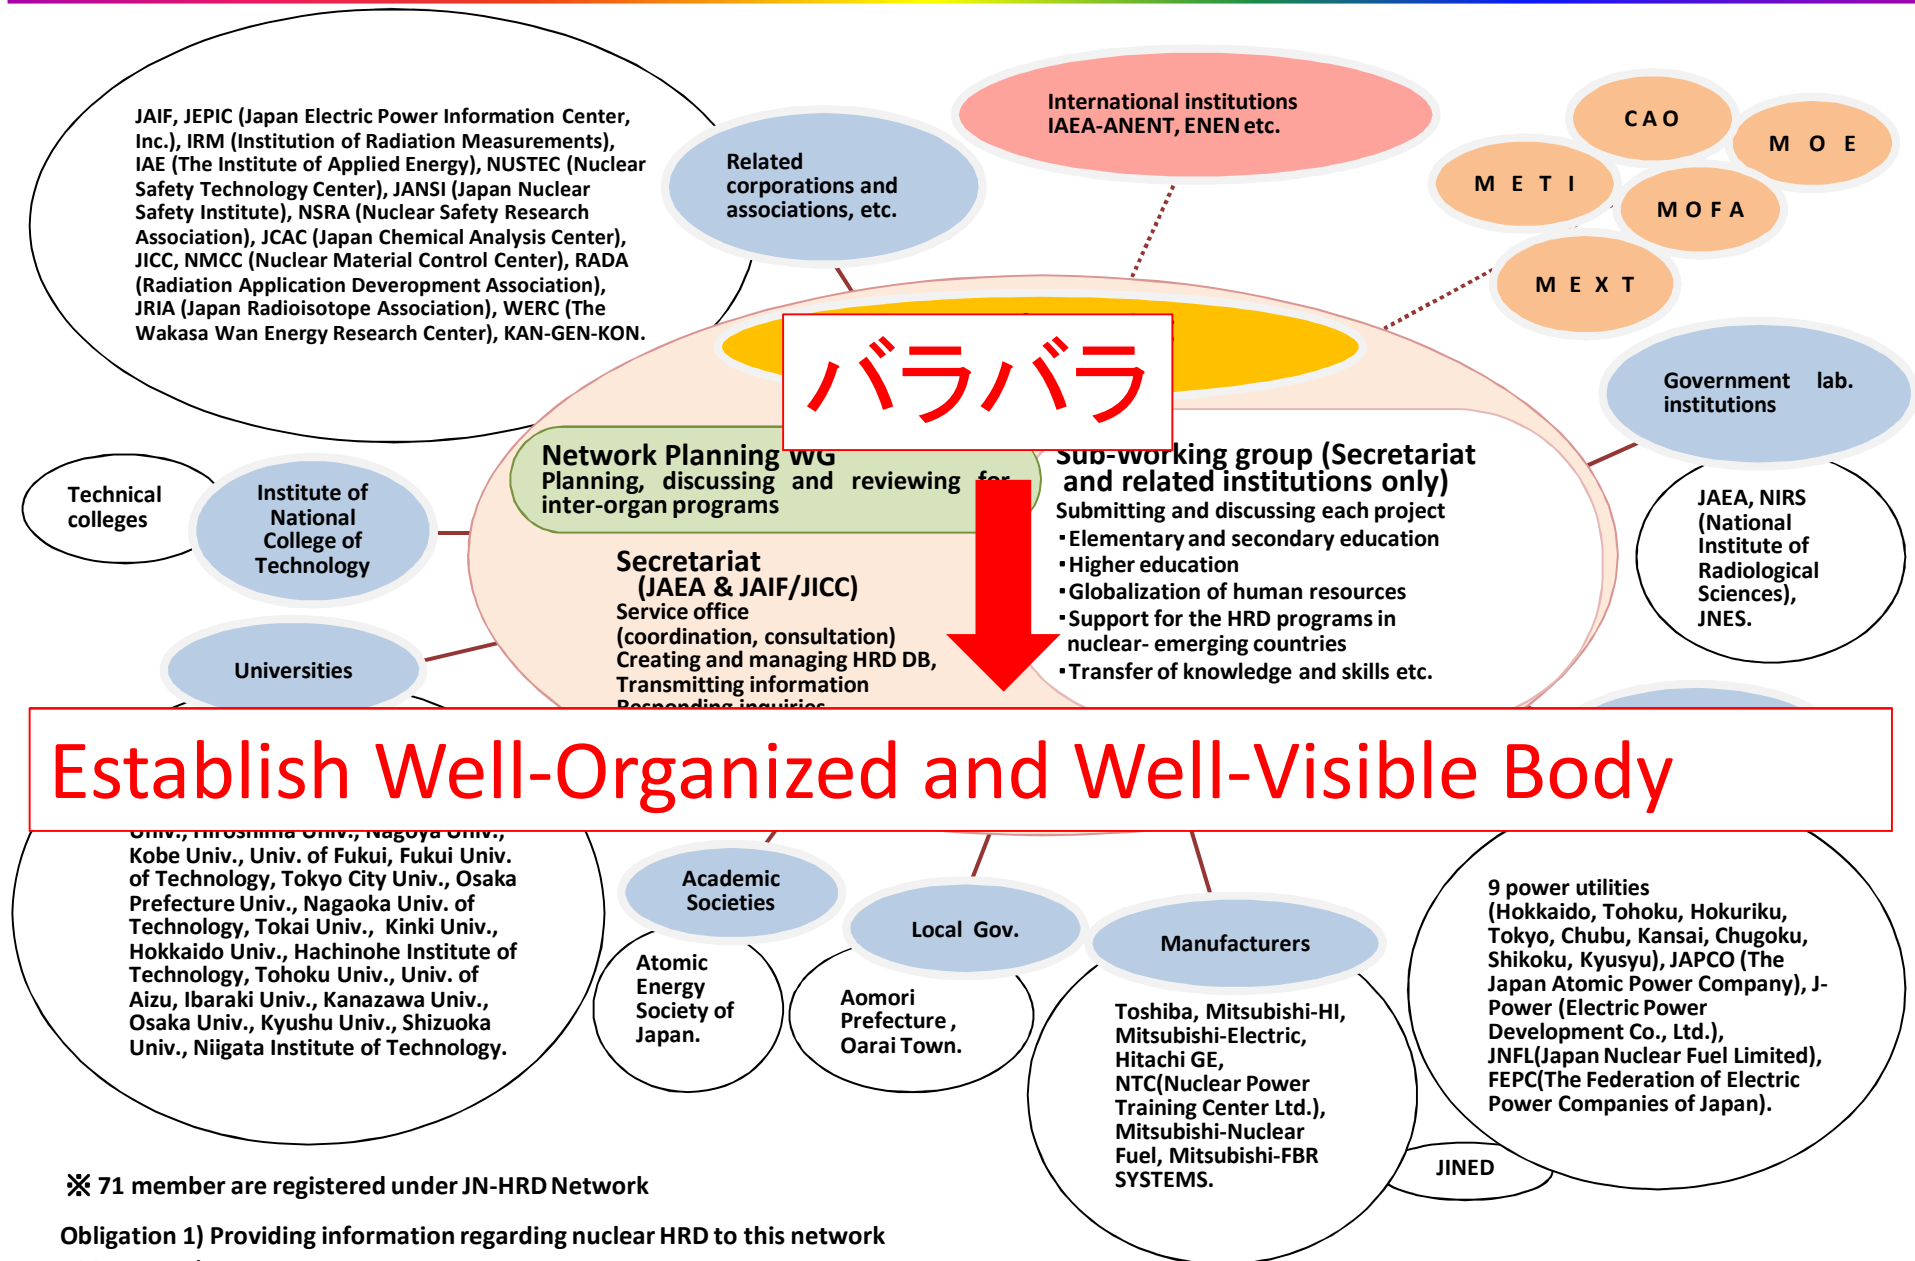 JAIF, JEPIC (Japan Electric Power Information Center,
Inc.), IRM (Institution of Radiation Measurements),
IAE (The Institute of Applied Energy), NUSTEC (Nuclear
Safety Technology Center), JANSI (Japan Nuclear
Safety Institute), NSRA (Nuclear Safety Research
Association), JCAC (Japan Chemical Analysis Center),
JICC, NMCC (Nuclear Material Control Center), RADA
(Radiation Application Deveropment Association),
JRIA (Japan Radioisotope Association), WERC (The
Wakasa Wan Energy Research Center), KAN-GEN-KON.
Related
corporations and
associations, etc.
International institutions
IAEA-ANENT, ENEN etc.
CAO
MOE
METI
MOFA
MEXT
バラバラ
Government lab.
institutions
JAEA, NIRS
(National
Institute of
Radiological
Sciences),
JNES.
Network Planning WG
Planning, discussing and reviewing for
inter-organ programs
Sub-Working group (Secretariat
and related institutions only)
Submitting and discussing each project
・Elementary and secondary education
・Higher education
・Globalization of human resources
・Support for the HRD programs in
nuclear- emerging countries
・Transfer of knowledge and skills etc.
Technical
colleges
Institute of
National
College of
Technology
Secretariat
(JAEA & JAIF/JICC)
Service office
(coordination, consultation)
Creating and managing HRD DB,
Transmitting information
Responding inquiries
Universities
Establish Well-Organized and Well-Visible Body
Univ., Hiroshima Univ., Nagoya Univ.,
Kobe Univ., Univ. of Fukui, Fukui Univ.
of Technology, Tokyo City Univ., Osaka
Prefecture Univ., Nagaoka Univ. of
Technology, Tokai Univ., Kinki Univ.,
Hokkaido Univ., Hachinohe Institute of
Technology, Tohoku Univ., Univ. of
Aizu, Ibaraki Univ., Kanazawa Univ.,
Osaka Univ., Kyushu Univ., Shizuoka
Univ., Niigata Institute of Technology.
Academic
Societies
Atomic
Energy
Society of
Japan.
Local Gov.
Aomori
Prefecture ,
Oarai Town.
Manufacturers
Toshiba, Mitsubishi-HI,
Mitsubishi-Electric,
Hitachi GE,
NTC(Nuclear Power
Training Center Ltd.),
Mitsubishi-Nuclear
Fuel, Mitsubishi-FBR
SYSTEMS.
9 power utilities
(Hokkaido, Tohoku, Hokuriku,
Tokyo, Chubu, Kansai, Chugoku,
Shikoku, Kyusyu), JAPCO (The
Japan Atomic Power Company), J-
Power (Electric Power
Development Co., Ltd.),
JNFL(Japan Nuclear Fuel Limited),
FEPC(The Federation of Electric
Power Companies of Japan).
JINED
※ 71 member are registered under JN-HRD Network
Obligation 1) Providing information regarding nuclear HRD to this network